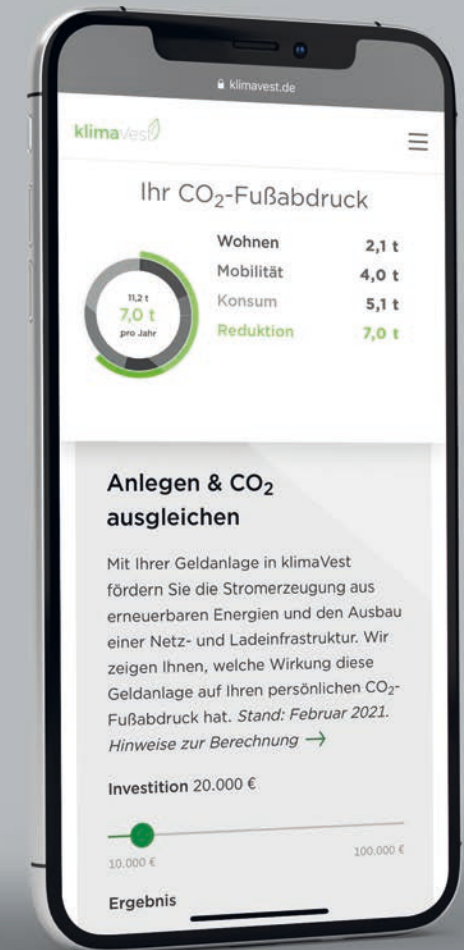 klimavest.de
klimaVest
Ihr CO₂-Fußabdruck
11,2 t
7,0 t
pro Jahr
Wohnen 2,1 t
Mobilität 4,0 t
Konsum 5,1 t
Reduktion 7,0 t
Anlegen & CO₂
ausgleichen
Mit Ihrer Geldanlage in klimaVest
fördern Sie die Stromerzeugung aus
erneuerbaren Energien und den Ausbau
einer Netz- und Ladeinfrastruktur. Wir
zeigen Ihnen, welche Wirkung diese
Geldanlage auf Ihren persönlichen CO₂-
Fußabdruck hat. Stand: Februar 2021.
Hinweise zur Berechnung →
Investition 20.000 €
10.000 € 100.000 €
Ergebnis